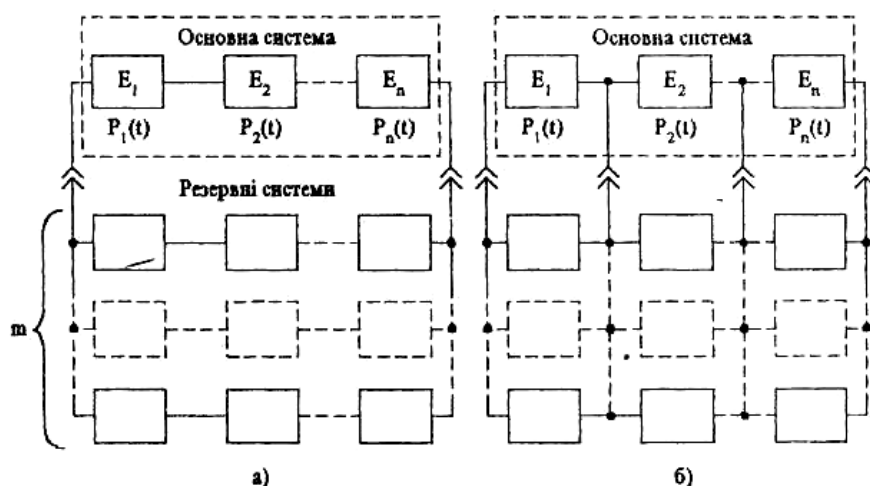 Основна система
E₁ E₂ Eₙ
P₁(t) P₂(t) Pₙ(t)
Резервні системи
m
а)
Основна система
E₁ E₂ Eₙ
P₁(t) P₂(t) Pₙ(t)
б)